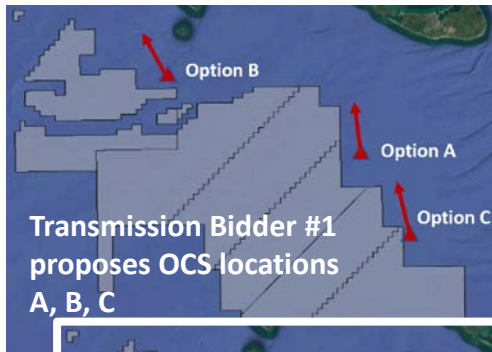 Option B
Option A
Option C
Transmission Bidder #1
proposes OCS locations
A, B, C